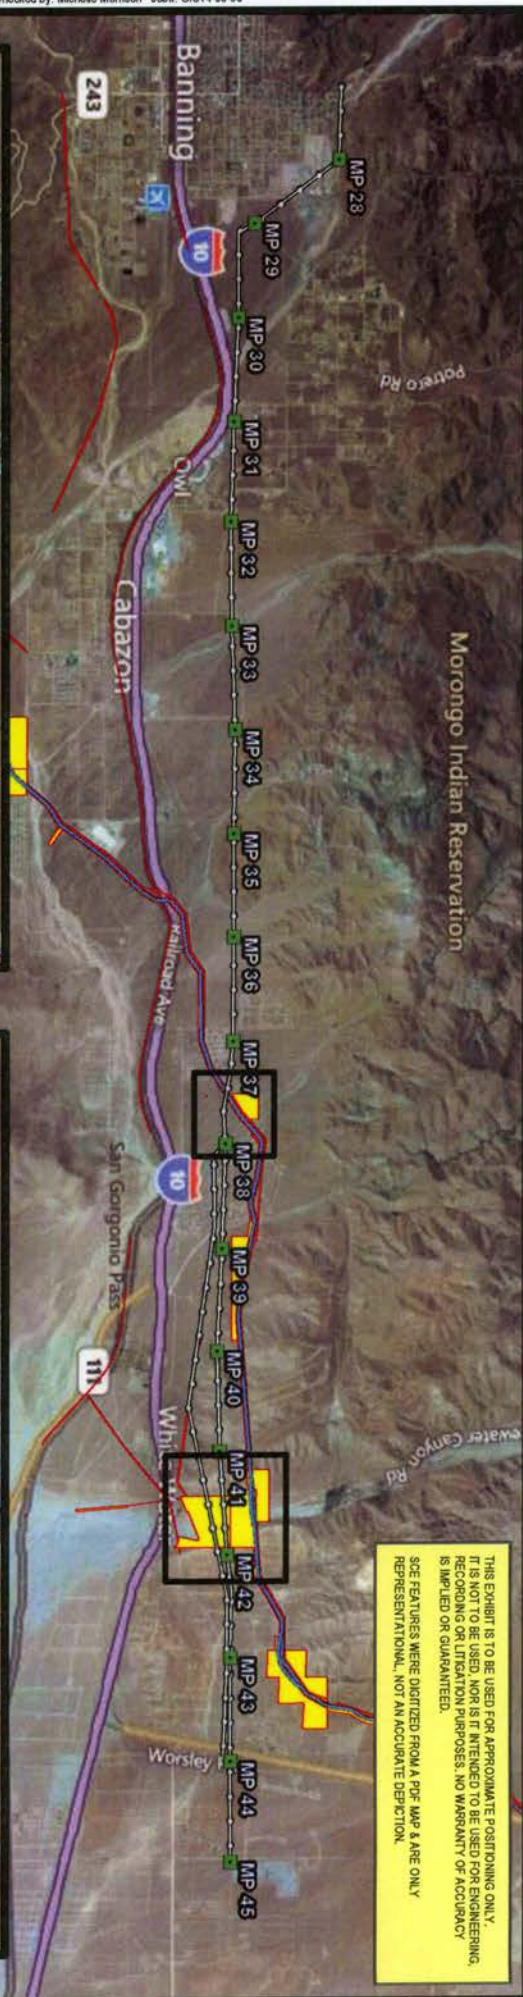 Banning
243
10
MP 28
MP 29
MP 30
Potrero Rd
MP 31
Owl
MP 32
Cabazon
MP 33
Morongo Indian Reservation
MP 34
MP 35
MP 36
Railroad Ave
MP 37
MP 38
10
San Gorgonio Pass
MP 39
MP 40
111
MP 41
ewater Canyon Rd
MP 42
MP 43
Worsley
MP 44
MP 45
THIS EXHIBIT IS TO BE USED FOR APPROXIMATE POSITIONING ONLY.
IT IS NOT TO BE USED, NOR IS IT INTENDED TO BE USED FOR ENGINEERING,
RECORDING OR LITIGATION PURPOSES. NO WARRANTY OF ACCURACY
IS IMPLIED OR GUARANTEED.
SCE FEATURES WERE DIGITIZED FROM A PDF MAP & ARE ONLY
REPRESENTATIONAL, NOT AN ACCURATE DEPICTION.